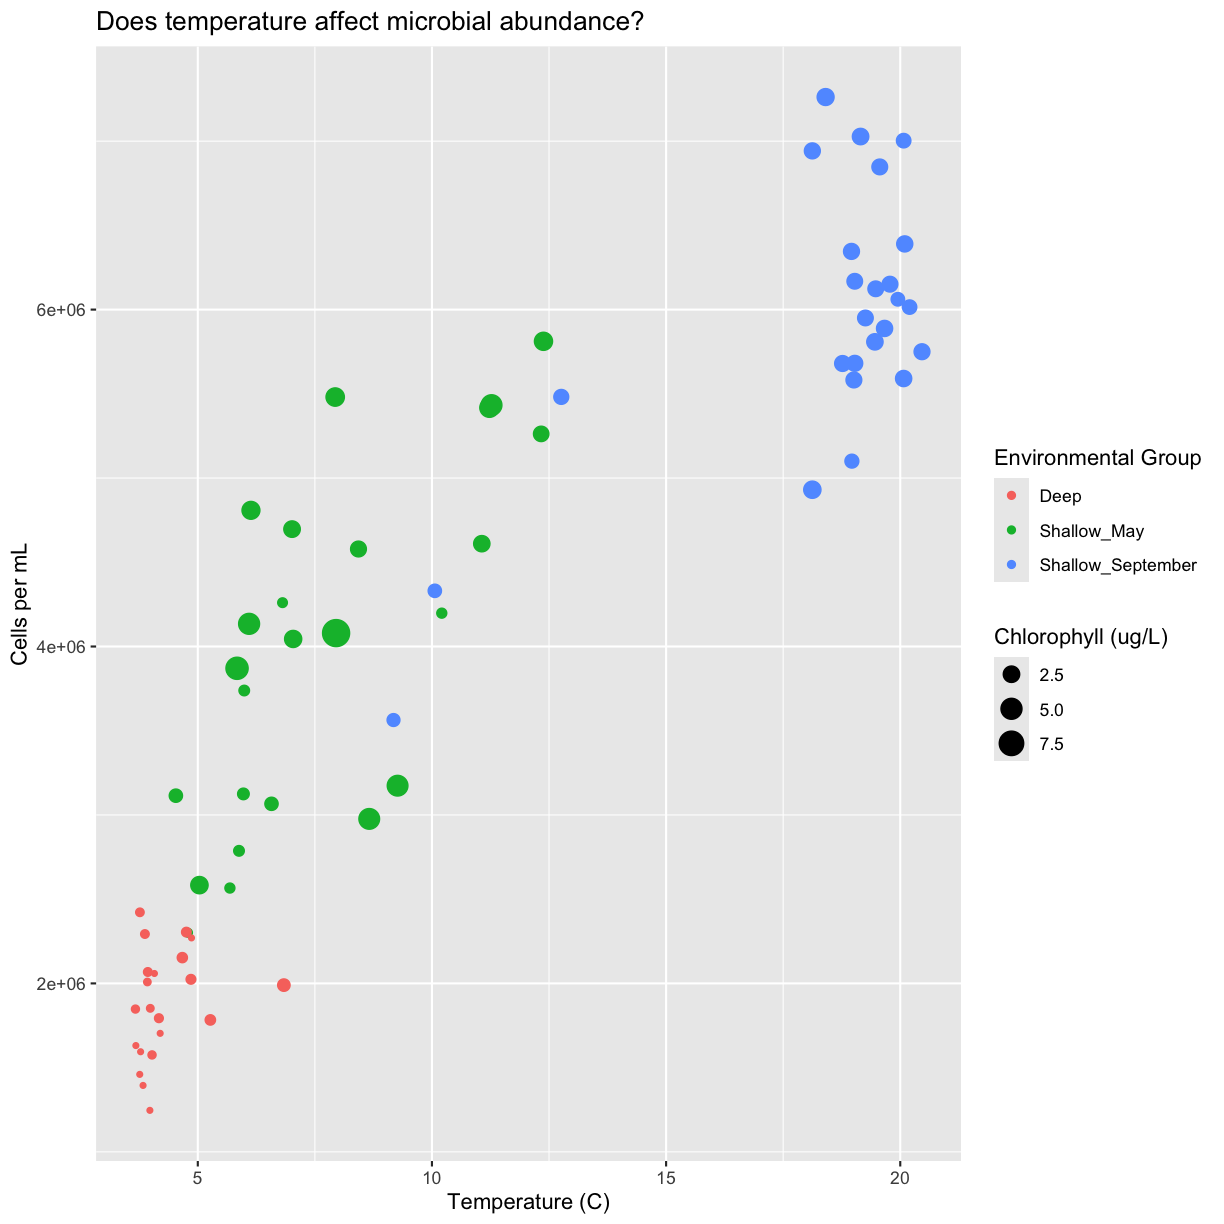 Does temperature affect microbial abundance?
Cells per mL
6e+06
4e+06
2e+06
5
10
15
20
Temperature (C)
Environmental Group
Deep
Shallow_May
Shallow_September
Chlorophyll (ug/L)
2.5
5.0
7.5